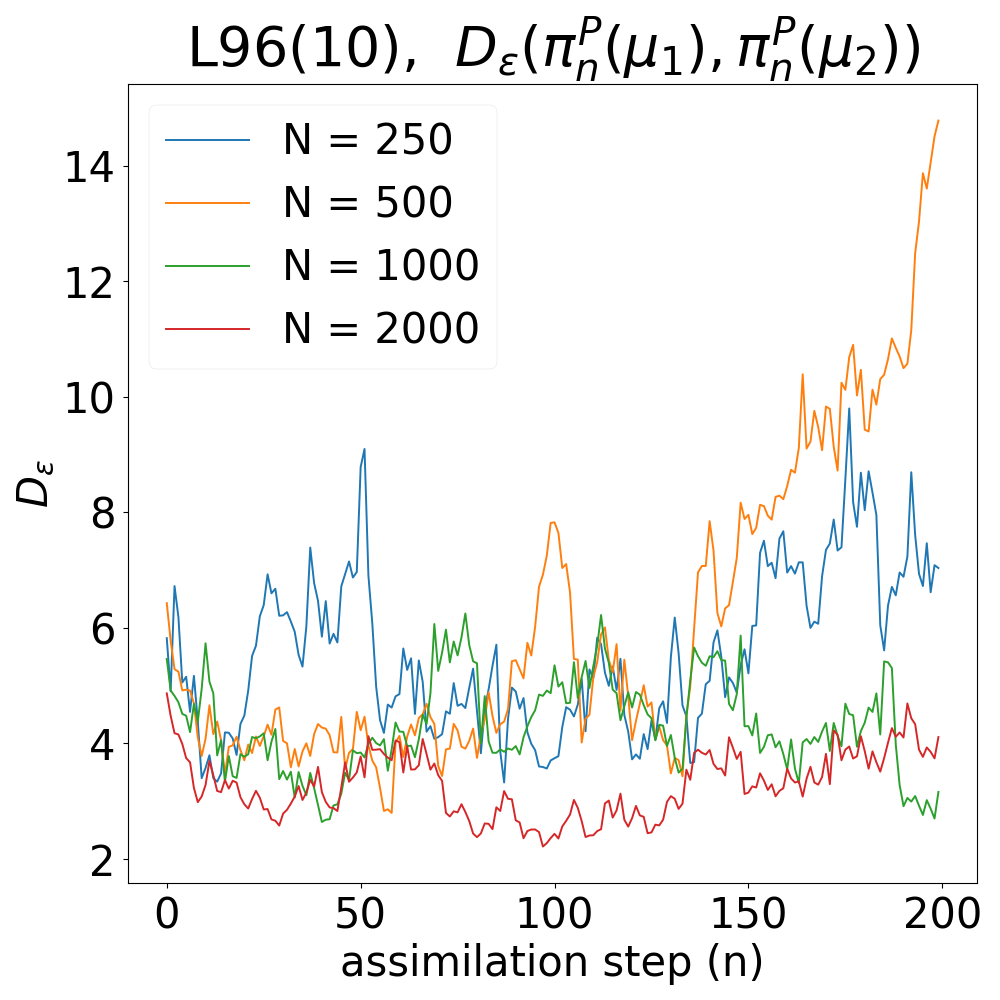 L96(10), $D_{\varepsilon}(\pi_n^P(\mu_1), \pi_n^P(\mu_2))$
N = 250
N = 500
N = 1000
N = 2000
14
12
10
8
6
4
2
$D_{\varepsilon}$
0 50 100 150 200
assimilation step (n)